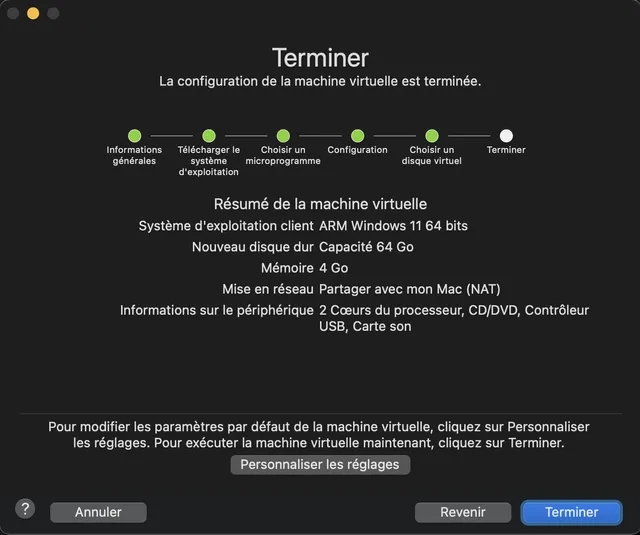 Terminer
La configuration de la machine virtuelle est terminée.
Informations générales
Télécharger le système d'exploitation
Choisir un microprogramme
Configuration
Choisir un disque virtuel
Terminer
Résumé de la machine virtuelle
Système d'exploitation client ARM Windows 11 64 bits
Nouveau disque dur Capacité 64 Go
Mémoire 4 Go
Mise en réseau Partager avec mon Mac (NAT)
Informations sur le périphérique 2 Cœurs du processeur, CD/DVD, Contrôleur
USB, Carte son
Pour modifier les paramètres par défaut de la machine virtuelle, cliquez sur Personnaliser
les réglages. Pour exécuter la machine virtuelle maintenant, cliquez sur Terminer.
Personnaliser les réglages
? Annuler Revenir Terminer